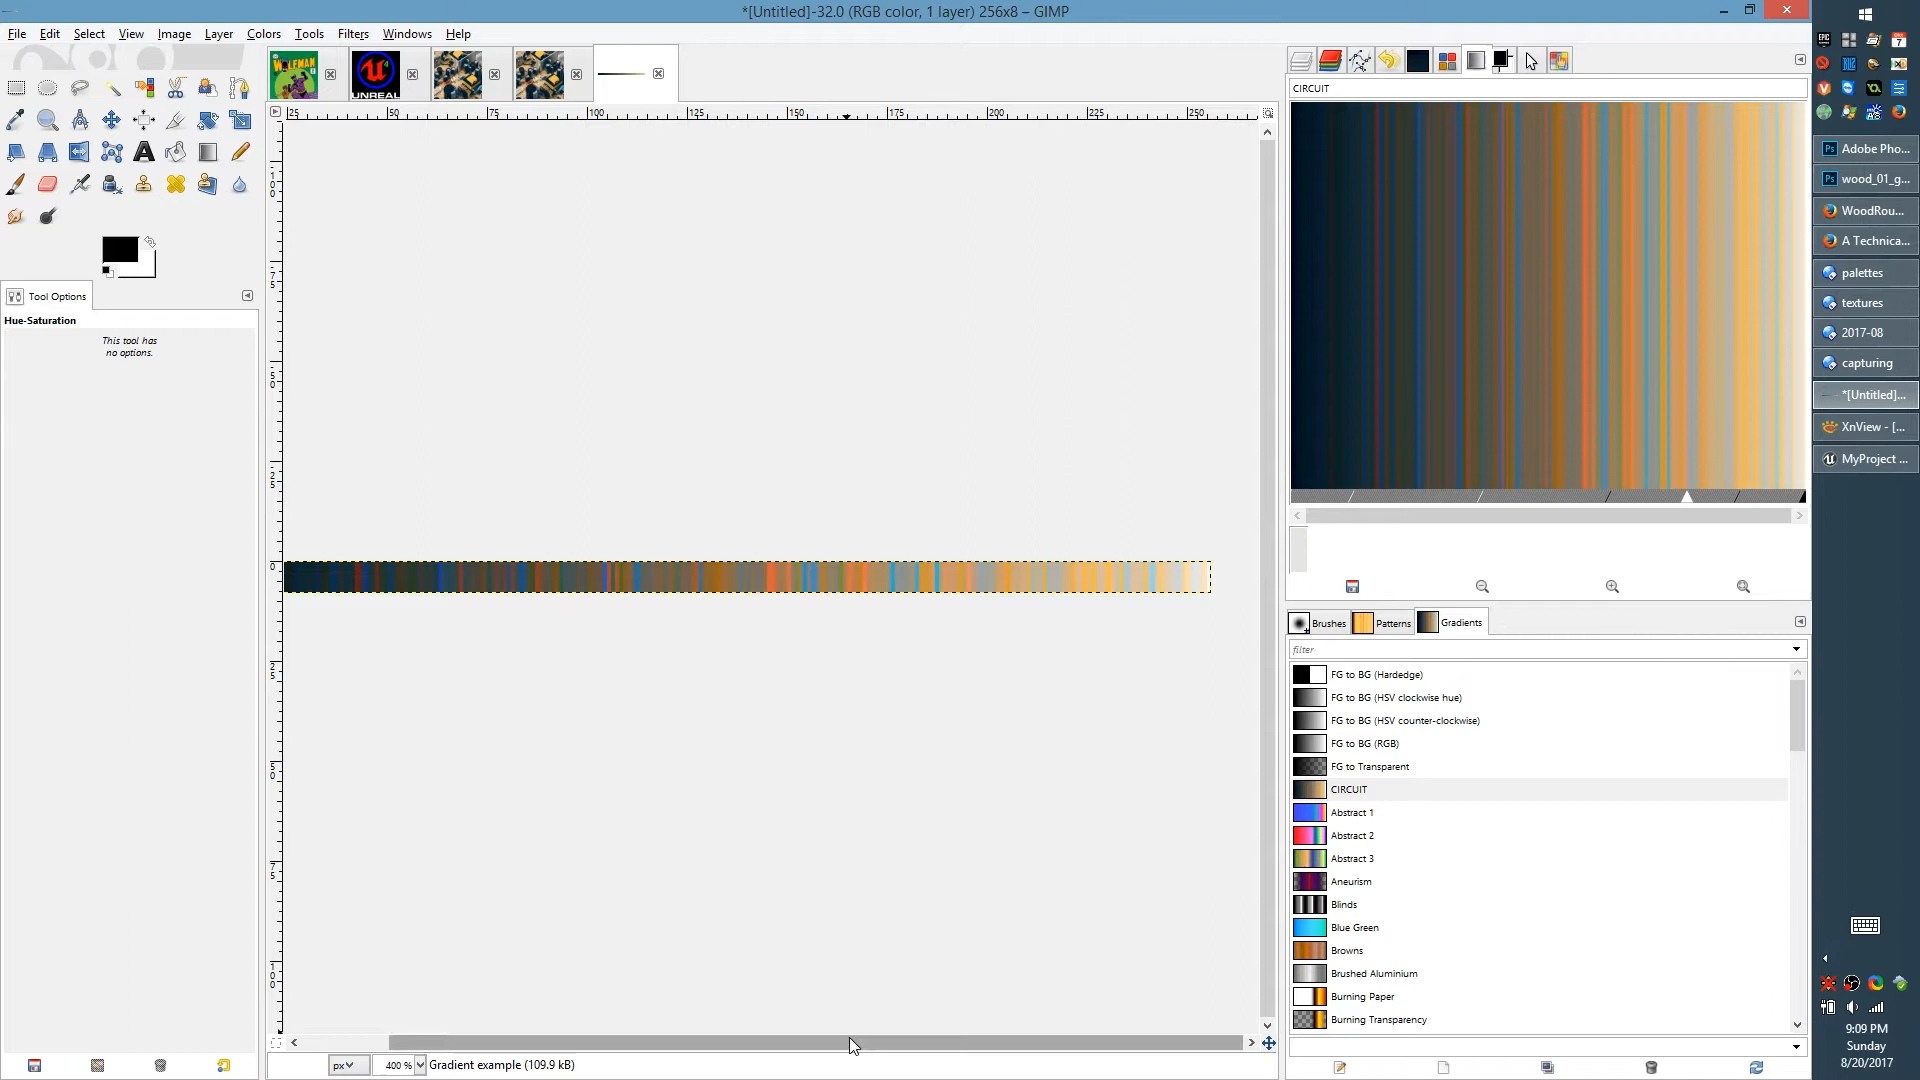 *[Untitled]-32.0 (RGB color, 1 layer) 256x8 – GIMP
File Edit Select View Image Layer Colors Tools Filters Windows Help
UNREAL
25 50 75 100 125 150 175 200 225 250
Tool Options
Hue-Saturation
This tool has
no options.
px 400 % Gradient example (109.9 kB)
CIRCUIT
Brushes Patterns Gradients
filter
FG to BG (Hardedge)
FG to BG (HSV clockwise hue)
FG to BG (HSV counter-clockwise)
FG to BG (RGB)
FG to Transparent
CIRCUIT
Abstract 1
Abstract 2
Abstract 3
Aneurism
Blinds
Blue Green
Browns
Brushed Aluminium
Burning Paper
Burning Transparency
Adobe Pho...
wood_01_g...
WoodRou...
A Technica...
palettes
textures
2017-08
capturing
*[Untitled]...
XnView - [...
MyProject ...
9:09 PM
Sunday
8/20/2017